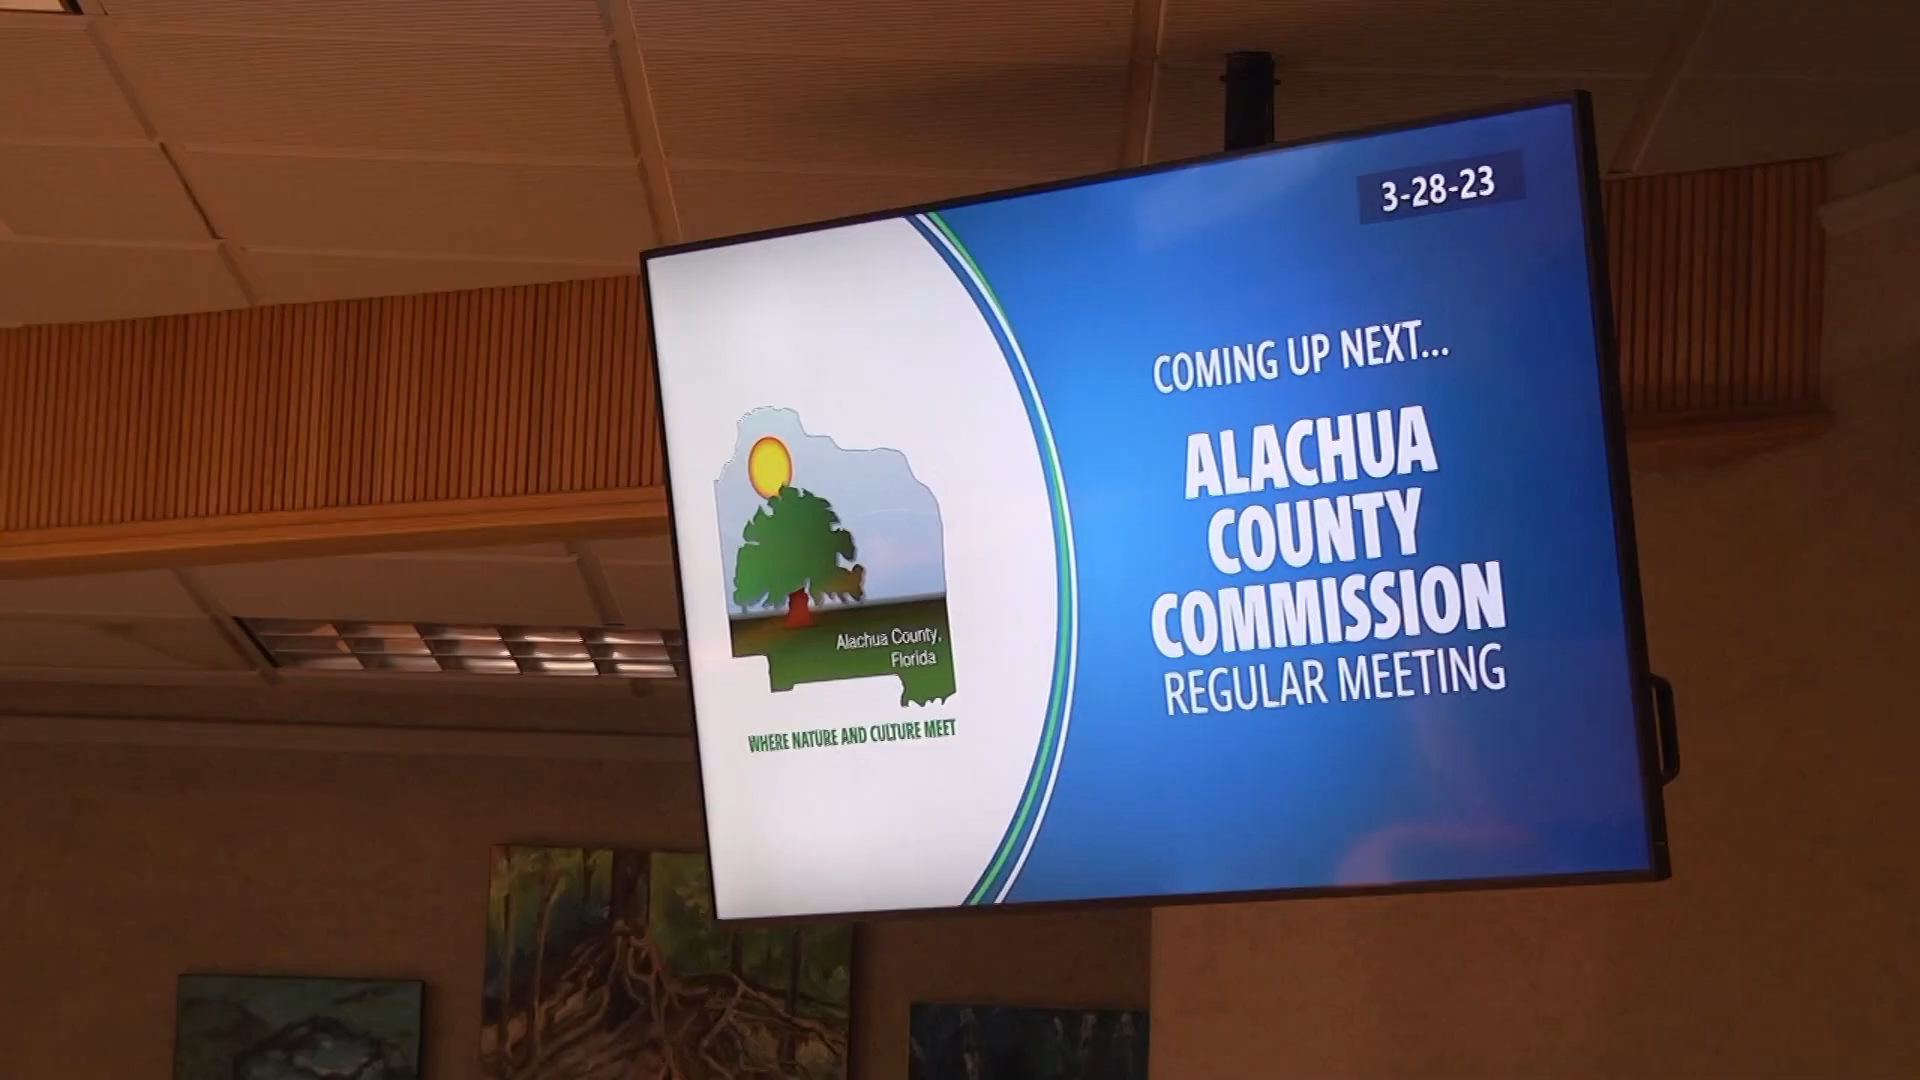 3-28-23
COMING UP NEXT...
ALACHUA
COUNTY
COMMISSION
REGULAR MEETING
Alachua County,
Florida
WHERE NATURE AND CULTURE MEET